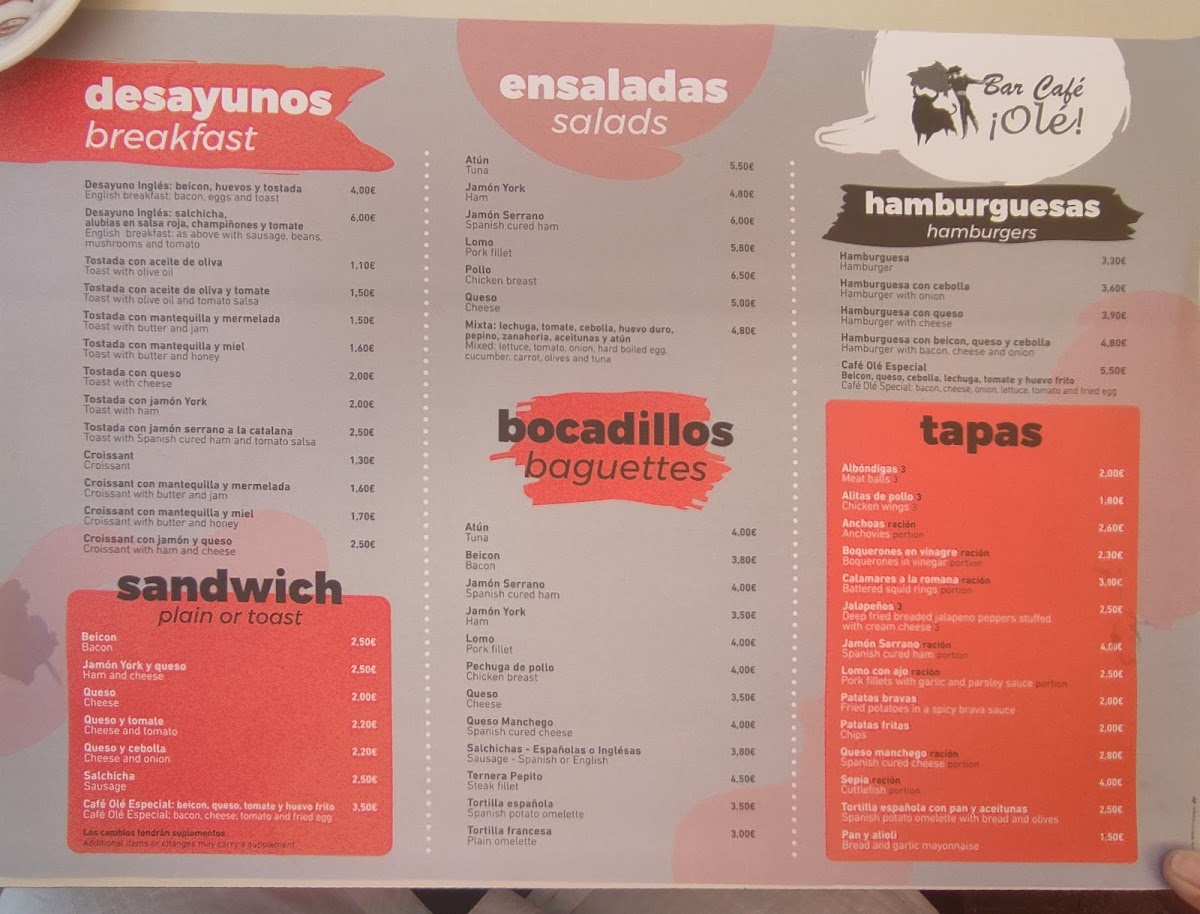 desayunos
breakfast
Desayuno Inglés: beicon, huevos y tostada 4,00€
English breakfast: bacon, eggs and toast
Desayuno Inglés: salchicha,
alubias en salsa roja, champiñones y tomate 6,00€
English breakfast: as above with sausage, beans,
mushrooms and tomato
Tostada con aceite de oliva 1,10€
Toast with olive oil
Tostada con aceite de oliva y tomate 1,50€
Toast with olive oil and tomato salsa
Tostada con mantequilla y mermelada 1,50€
Toast with butter and jam
Tostada con mantequilla y miel 1,60€
Toast with butter and honey
Tostada con queso 2,00€
Toast with cheese
Tostada con jamón York 2,00€
Toast with ham
Tostada con jamón serrano a la catalana 2,50€
Toast with Spanish cured ham and tomato salsa
Croissant 1,30€
Croissant
Croissant con mantequilla y mermelada 1,60€
Croissant with butter and jam
Croissant con mantequilla y miel 1,70€
Croissant with butter and honey
Croissant con jamón y queso 2,50€
Croissant with ham and cheese
sandwich
plain or toast
Beicon 2,50€
Bacon
Jamón York y queso 2,50€
Ham and cheese
Queso 2,00€
Cheese
Queso y tomate 2,20€
Cheese and tomato
Queso y cebolla 2,20€
Cheese and onion
Salchicha 2,50€
Sausage
Café Olé Especial: beicon, queso, tomate y huevo frito 3,50€
Café Olé Especial: bacon, cheese, tomato and fried egg
Los cambios tendrán suplementos
Additional items or changes may carry a supplement
ensaladas
salads
Atún 5,50€
Tuna
Jamón York 4,80€
Ham
Jamón Serrano 6,00€
Spanish cured ham
Lomo 5,80€
Pork fillet
Pollo 6,50€
Chicken breast
Queso 5,00€
Cheese
Mixta: lechuga, tomate, cebolla, huevo duro, 4,80€
pepino, zanahoria, aceitunas y atún
Mixed: lettuce, tomato, onion, hard boiled egg,
cucumber, carrot, olives and tuna
bocadillos
baguettes
Atún 4,00€
Tuna
Beicon 3,80€
Bacon
Jamón Serrano 4,00€
Spanish cured ham
Jamón York 3,50€
Ham
Lomo 4,00€
Pork fillet
Pechuga de pollo 4,00€
Chicken breast
Queso 3,50€
Cheese
Queso Manchego 4,00€
Spanish cured cheese
Salchichas - Españolas o Inglésas 3,80€
Sausage - Spanish or English
Ternera Pepito 4,50€
Steak fillet
Tortilla española 3,50€
Spanish potato omelette
Tortilla francesa 3,00€
Plain omelette
Bar Café
¡Olé!
hamburguesas
hamburgers
Hamburguesa 3,30€
Hamburger
Hamburguesa con cebolla 3,60€
Hamburger with onion
Hamburguesa con queso 3,90€
Hamburger with cheese
Hamburguesa con beicon, queso y cebolla 4,80€
Hamburger with bacon, cheese and onion
Café Olé Especial 5,50€
Beicon, queso, cebolla, lechuga, tomate y huevo frito
Café Olé Special: bacon, cheese, onion, lettuce, tomato and fried egg
tapas
Albóndigas 3 2,00€
Meat balls 3
Alitas de pollo 3 1,80€
Chicken wings 3
Anchoas ración 2,60€
Anchovies portion
Boquerones en vinagre ración 2,30€
Boquerones in vinegar portion
Calamares a la romana ración 3,80€
Battered squid rings portion
Jalapeños 3 2,50€
Deep fried breaded jalapeno peppers stuffed
with cream cheese 3
Jamón Serrano ración 4,00€
Spanish cured ham portion
Lomo con ajo ración 2,50€
Pork fillets with garlic and parsley sauce portion
Patatas bravas 2,00€
Fried potatoes in a spicy brava sauce
Patatas fritas 2,00€
Chips
Queso manchego ración 2,80€
Spanish cured cheese portion
Sepia ración 4,00€
Cuttlefish portion
Tortilla española con pan y aceitunas 2,50€
Spanish potato omelette with bread and olives
Pan y alioli 1,50€
Bread and garlic mayonnaise